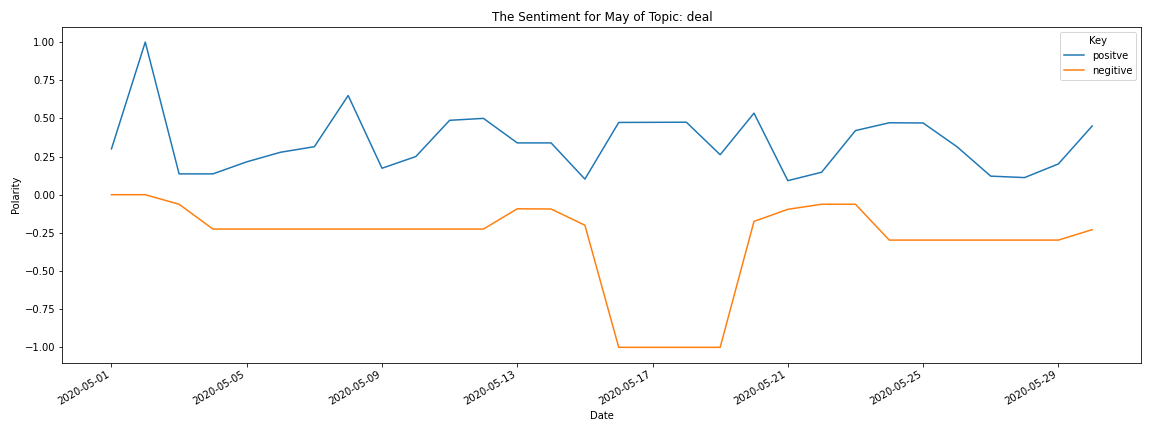 The Sentiment for May of Topic: deal
Key
positve
negitive
Polarity
1.00
0.75
0.50
0.25
0.00
−0.25
−0.50
−0.75
−1.00
2020-05-01
2020-05-05
2020-05-09
2020-05-13
2020-05-17
2020-05-21
2020-05-25
2020-05-29
Date